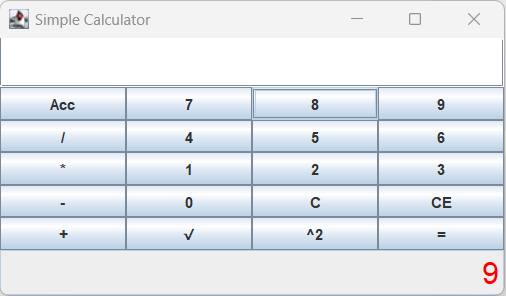 Simple Calculator
Acc 7 8 9
/ 4 5 6
* 1 2 3
- 0 C CE
+ √ ^2 =
9